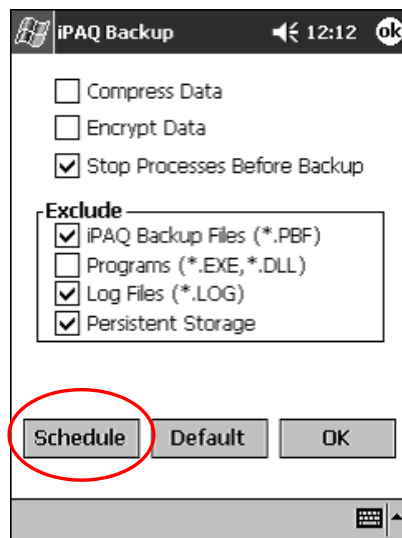 iPAQ Backup 12:12 ok
Compress Data
Encrypt Data
Stop Processes Before Backup
Exclude
iPAQ Backup Files (*.PBF)
Programs (*.EXE,*.DLL)
Log Files (*.LOG)
Persistent Storage
Schedule Default OK